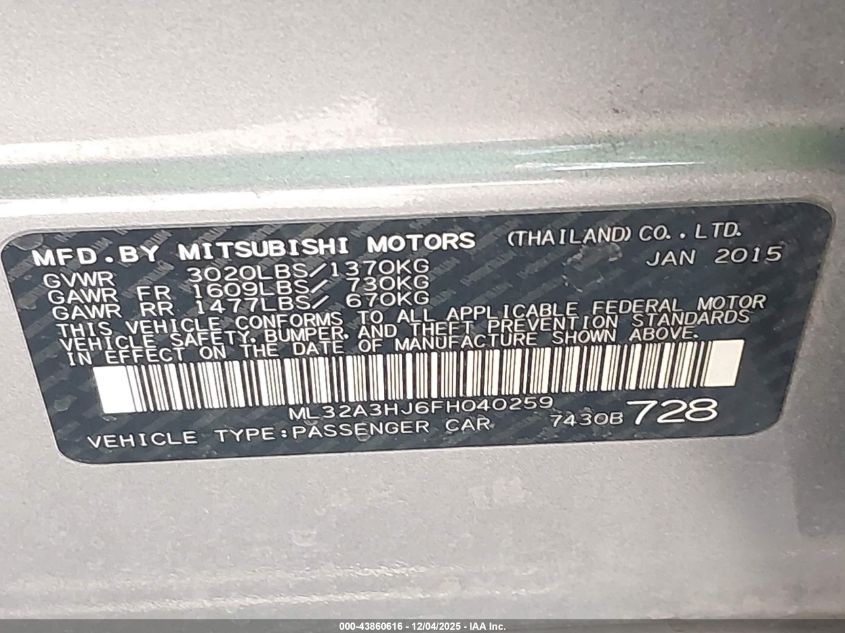 MFD.BY MITSUBISHI MOTORS (THAILAND) CO.,LTD.
GVWR 3020LBS/1370KG JAN 2015
GAWR FR 1609LBS/ 730KG
GAWR RR 1477LBS/ 670KG
THIS VEHICLE CONFORMS TO ALL APPLICABLE FEDERAL MOTOR
VEHICLE SAFETY, BUMPER, AND THEFT PREVENTION STANDARDS
IN EFFECT ON THE DATE OF MANUFACTURE SHOWN ABOVE.
ML32A3HJ6FH040259
VEHICLE TYPE:PASSENGER CAR 7430B 728
000-43860616 - 12/04/2025 - IAA Inc.